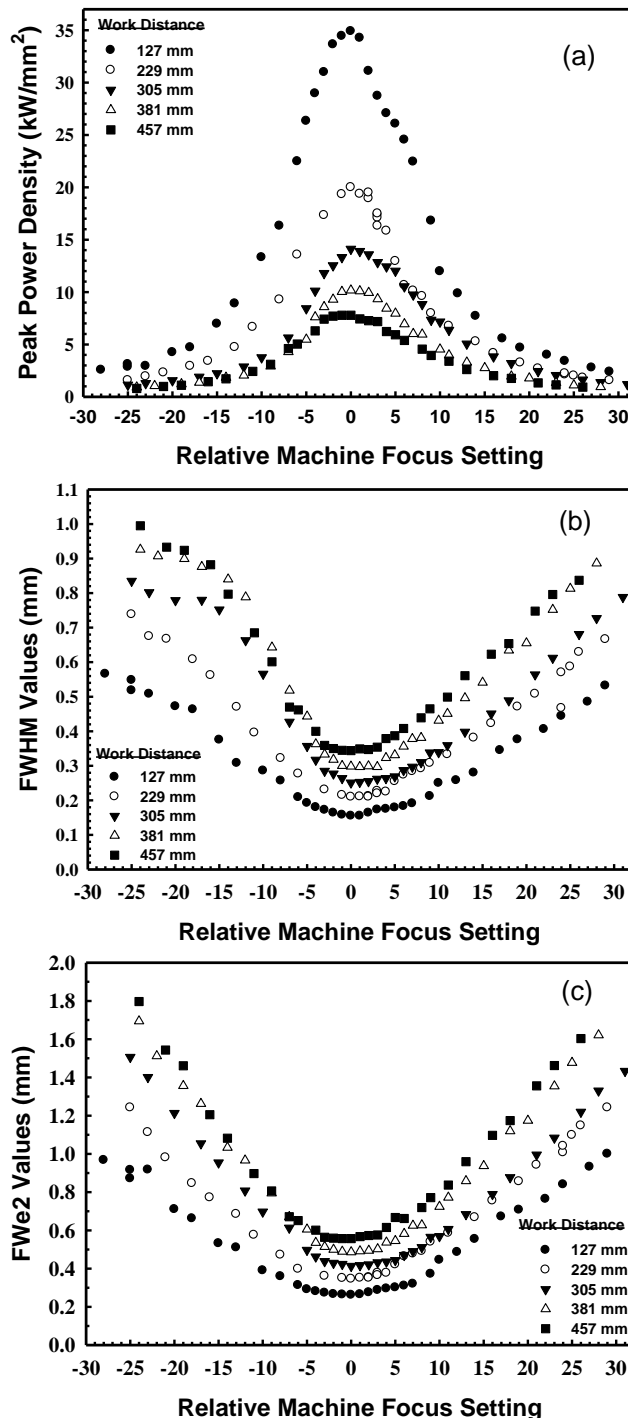 Work Distance
127 mm
229 mm
305 mm
381 mm
457 mm
(a)
Peak Power Density (kW/mm²)
35
30
25
20
15
10
5
0
-30 -25 -20 -15 -10 -5 0 5 10 15 20 25 30
Relative Machine Focus Setting
(b)
FWHM Values (mm)
1.1
1.0
0.9
0.8
0.7
0.6
0.5
0.4
0.3
0.2
0.1
0.0
Work Distance
127 mm
229 mm
305 mm
381 mm
457 mm
-30 -25 -20 -15 -10 -5 0 5 10 15 20 25 30
Relative Machine Focus Setting
(c)
FWe2 Values (mm)
2.0
1.8
1.6
1.4
1.2
1.0
0.8
0.6
0.4
0.2
0.0
Work Distance
127 mm
229 mm
305 mm
381 mm
457 mm
-30 -25 -20 -15 -10 -5 0 5 10 15 20 25 30
Relative Machine Focus Setting